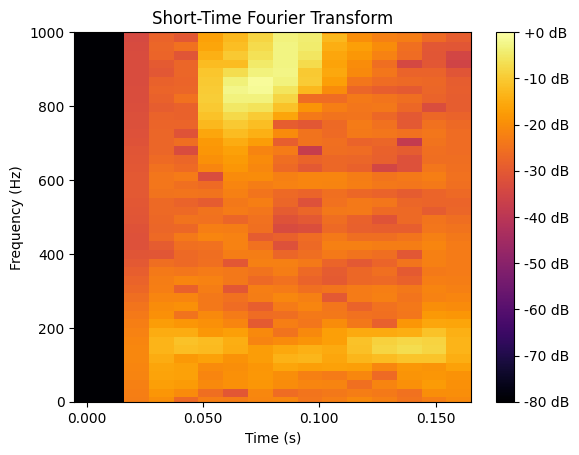 Short-Time Fourier Transform
1000
800
600
400
200
0
Frequency (Hz)
0.000
0.050
0.100
0.150
Time (s)
+0 dB
-10 dB
-20 dB
-30 dB
-40 dB
-50 dB
-60 dB
-70 dB
-80 dB